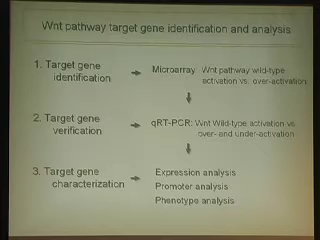 Wnt pathway target gene identification and analysis
1. Target gene identification
Microarray: Wnt pathway wild-type
activation vs. over-activation
2. Target gene verification
qRT-PCR: Wnt Wild-type activation vs.
over- and under-activation
3. Target gene characterization
Expression analysis
Promoter analysis
Phenotype analysis